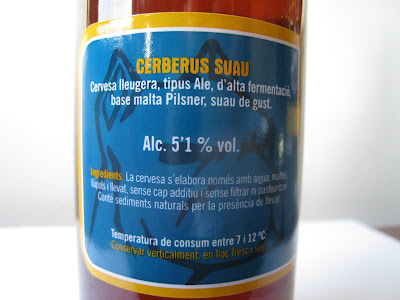 CERBERUS SUAU
Cervesa lleugera, tipus Ale, d'alta fermentació,
base malta Pilsner, suau de gust.
Alc. 5'1 % vol.
Ingredients: La cervesa s'elabora només amb aigua, maltes,
llúpols i llevat, sense cap additiu i sense filtrar ni pasteuritzar.
Conté sediments naturals per la presència de llevat.
Temperatura de consum entre 7 i 12 ºC.
Conservar verticalment, en lloc fresc i